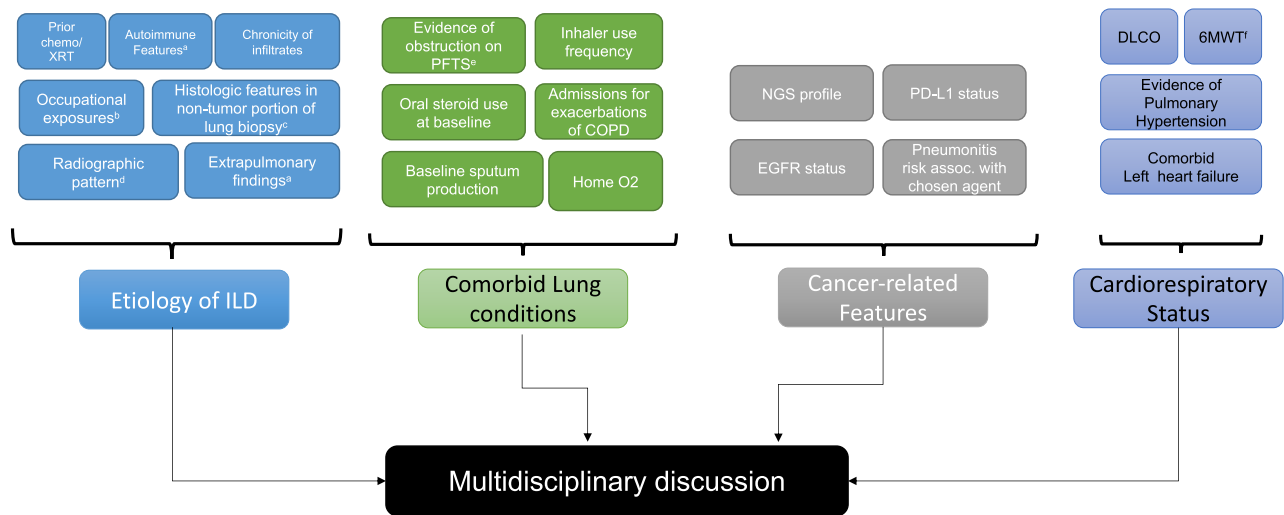 Prior
chemo/
XRT
Autoimmune
Featuresᵃ
Chronicity of
infiltrates
Occupational
exposuresᵇ
Histologic features in
non-tumor portion of
lung biopsyᶜ
Radiographic
patternᵈ
Extrapulmonary
findingsᵃ
Etiology of ILD
Evidence of
obstruction on
PFTSᵉ
Inhaler use
frequency
Oral steroid use
at baseline
Admissions for
exacerbations
of COPD
Baseline sputum
production
Home O2
Comorbid Lung
conditions
NGS profile
PD-L1 status
EGFR status
Pneumonitis
risk assoc. with
chosen agent
Cancer-related
Features
DLCO
6MWTᶠ
Evidence of
Pulmonary
Hypertension
Comorbid
Left heart failure
Cardiorespiratory
Status
Multidisciplinary discussion